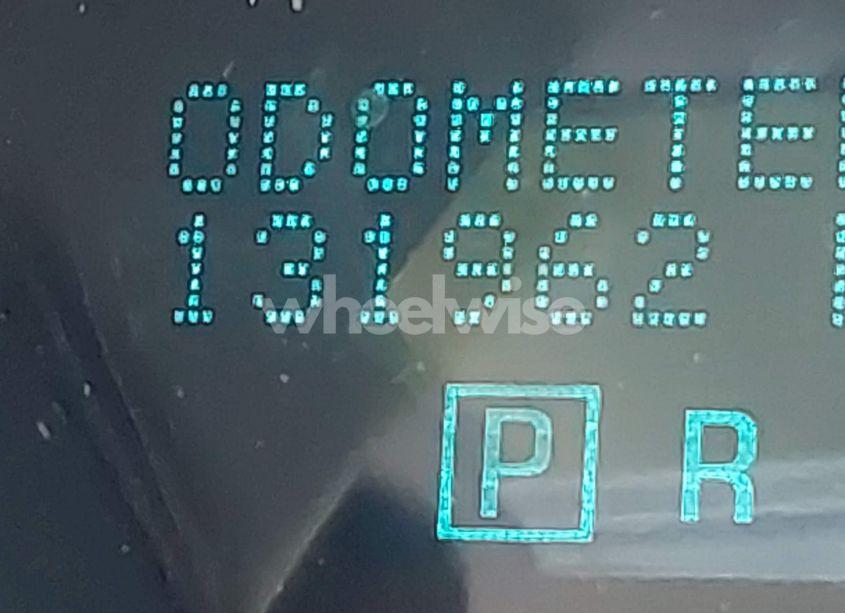 ODOMETE
131962
wheelwise
P R